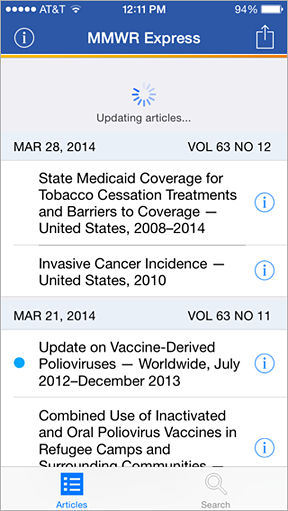 AT&T 12:11 PM 94%
MMWR Express
Updating articles...
MAR 28, 2014 VOL 63 NO 12
State Medicaid Coverage for
Tobacco Cessation Treatments
and Barriers to Coverage —
United States, 2008–2014
Invasive Cancer Incidence —
United States, 2010
MAR 21, 2014 VOL 63 NO 11
Update on Vaccine-Derived
Polioviruses — Worldwide, July
2012–December 2013
Combined Use of Inactivated
and Oral Poliovirus Vaccines in
Refugee Camps and
Surrounding Communities —
Articles Search